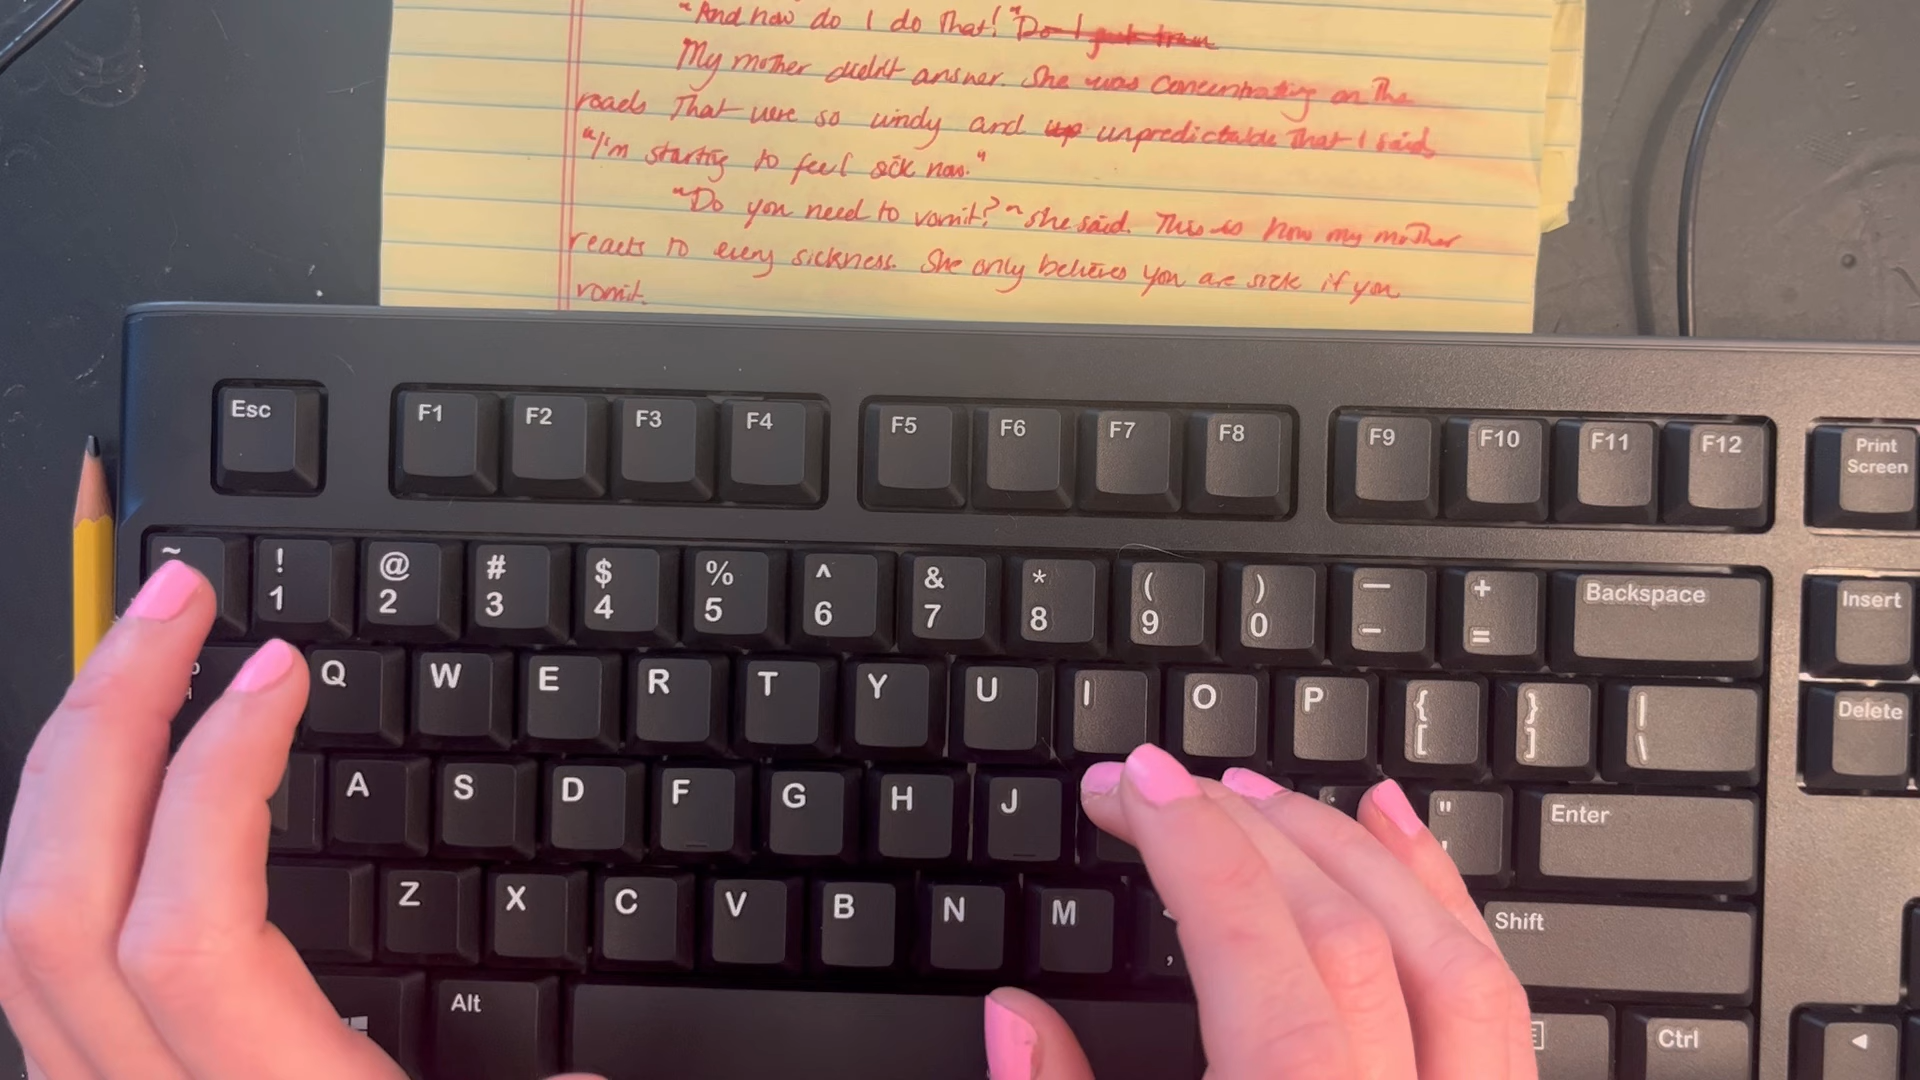 "And how do I do that!" Do I
My mother didn't answer. She was concentrating on the
roads that were so windy and up unpredictable that I said,
"I'm starting to feel sick now."
"Do you need to vomit?" she said. This is how my mother
reacts to every sickness. She only believes you are sick if you
vomit.
Esc F1 F2 F3 F4 F5 F6 F7 F8 F9 F10 F11 F12 Print Screen
~ ! @ # $ % ^ & * ( ) — +
1 2 3 4 5 6 7 8 9 0 – = Backspace Insert
Q W E R T Y U I O P { } |
[ ] \ Delete
A S D F G H J " ' Enter
Z X C V B N M < , Shift
Alt Ctrl